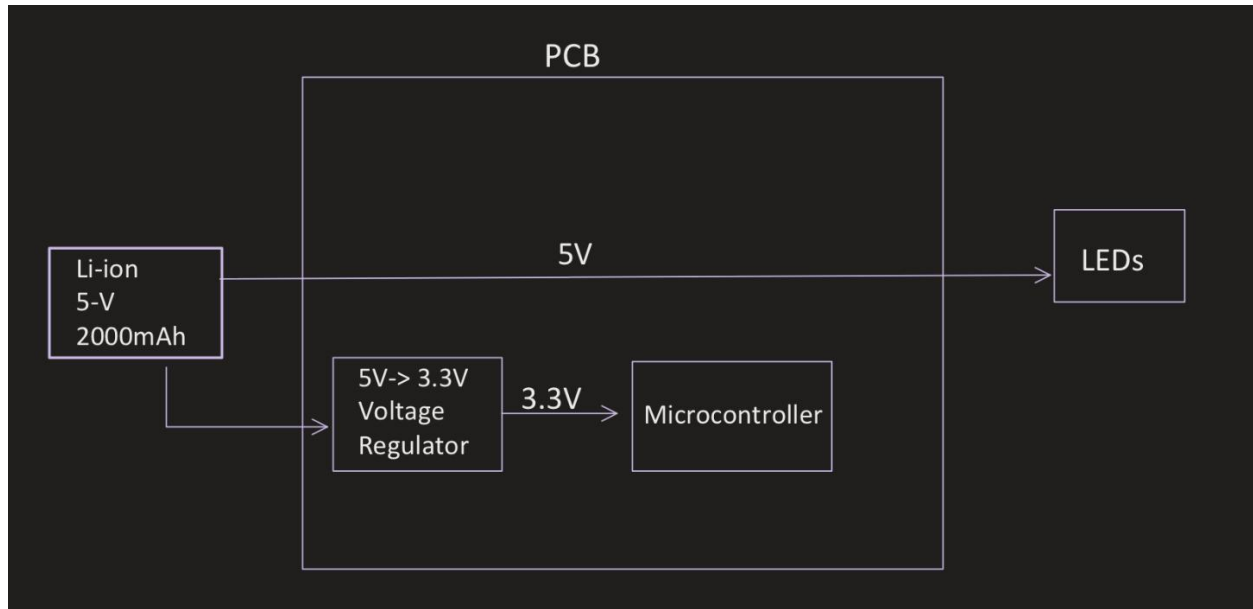 PCB
5V
LEDs
Li-ion
5-V
2000mAh
5V-> 3.3V
Voltage
Regulator
3.3V
Microcontroller